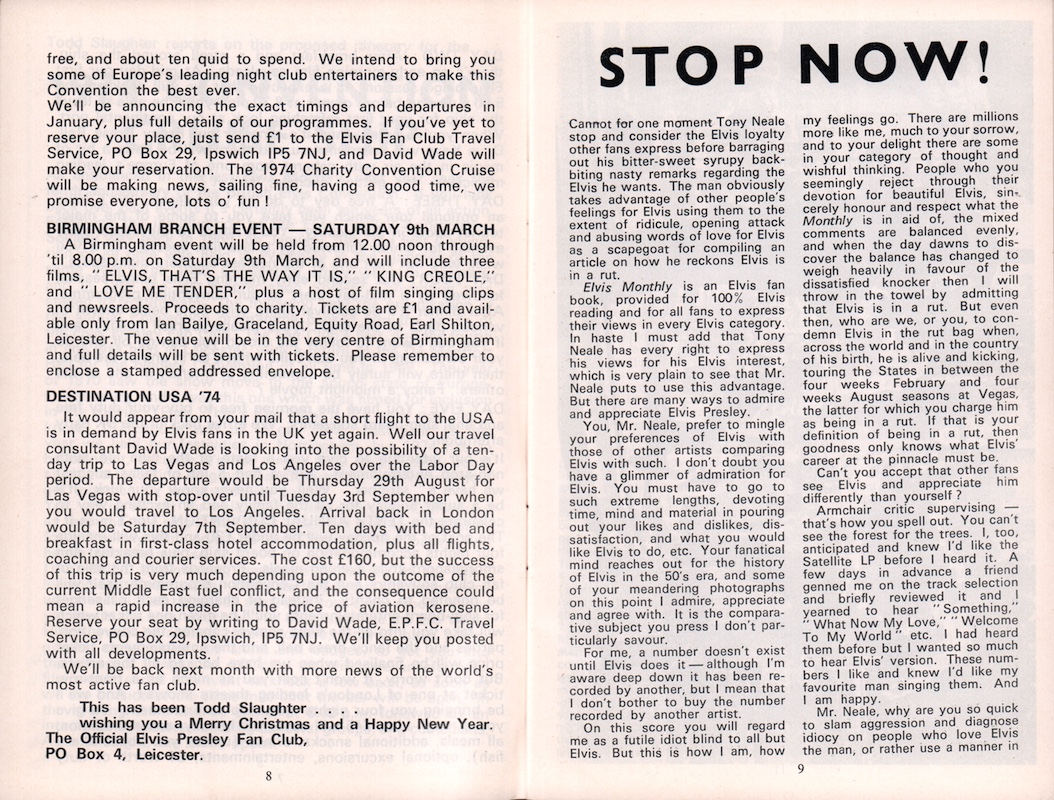 free, and about ten quid to spend. We intend to bring you
some of Europe's leading night club entertainers to make this
Convention the best ever.
We'll be announcing the exact timings and departures in
January, plus full details of our programmes. If you've yet to
reserve your place, just send £1 to the Elvis Fan Club Travel
Service, PO Box 29, Ipswich IP5 7NJ, and David Wade will
make your reservation. The 1974 Charity Convention Cruise
will be making news, sailing fine, having a good time, we
promise everyone, lots o' fun !
BIRMINGHAM BRANCH EVENT — SATURDAY 9th MARCH
A Birmingham event will be held from 12.00 noon through
'til 8.00 p.m. on Saturday 9th March, and will include three
films, " ELVIS, THAT'S THE WAY IT IS," " KING CREOLE,"
and " LOVE ME TENDER," plus a host of film singing clips
and newsreels. Proceeds to charity. Tickets are £1 and avail-
able only from Ian Bailye, Graceland, Equity Road, Earl Shilton,
Leicester. The venue will be in the very centre of Birmingham
and full details will be sent with tickets. Please remember to
enclose a stamped addressed envelope.
DESTINATION USA '74
It would appear from your mail that a short flight to the USA
is in demand by Elvis fans in the UK yet again. Well our travel
consultant David Wade is looking into the possibility of a ten-
day trip to Las Vegas and Los Angeles over the Labor Day
period. The departure would be Thursday 29th August for
Las Vegas with stop-over until Tuesday 3rd September when
you would travel to Los Angeles. Arrival back in London
would be Saturday 7th September. Ten days with bed and
breakfast in first-class hotel accommodation, plus all flights,
coaching and courier services. The cost £160, but the success
of this trip is very much depending upon the outcome of the
current Middle East fuel conflict, and the consequence could
mean a rapid increase in the price of aviation kerosene.
Reserve your seat by writing to David Wade, E.P.F.C. Travel
Service, PO Box 29, Ipswich, IP5 7NJ. We'll keep you posted
with all developments.
We'll be back next month with more news of the world's
most active fan club.
This has been Todd Slaughter . . . .
wishing you a Merry Christmas and a Happy New Year.
The Official Elvis Presley Fan Club,
PO Box 4, Leicester.
8
STOP NOW!
Cannot for one moment Tony Neale
stop and consider the Elvis loyalty
other fans express before barraging
out his bitter-sweet syrupy back-
biting nasty remarks regarding the
Elvis he wants. The man obviously
takes advantage of other people's
feelings for Elvis using them to the
extent of ridicule, opening attack
and abusing words of love for Elvis
as a scapegoat for compiling an
article on how he reckons Elvis is
in a rut.
Elvis Monthly is an Elvis fan
book, provided for 100% Elvis
reading and for all fans to express
their views in every Elvis category.
In haste I must add that Tony
Neale has every right to express
his views for his Elvis interest,
which is very plain to see that Mr.
Neale puts to use this advantage.
But there are many ways to admire
and appreciate Elvis Presley.
You, Mr. Neale, prefer to mingle
your preferences of Elvis with
those of other artists comparing
Elvis with such. I don't doubt you
have a glimmer of admiration for
Elvis. You must have to go to
such extreme lengths, devoting
time, mind and material in pouring
out your likes and dislikes, dis-
satisfaction, and what you would
like Elvis to do, etc. Your fanatical
mind reaches out for the history
of Elvis in the 50's era, and some
of your meandering photographs
on this point I admire, appreciate
and agree with. It is the compara-
tive subject you press I don't par-
ticularly savour.
For me, a number doesn't exist
until Elvis does it — although I'm
aware deep down it has been re-
corded by another, but I mean that
I don't bother to buy the number
recorded by another artist.
On this score you will regard
me as a futile idiot blind to all but
Elvis. But this is how I am, how
my feelings go. There are millions
more like me, much to your sorrow,
and to your delight there are some
in your category of thought and
wishful thinking. People who you
seemingly reject through their
devotion for beautiful Elvis, sin-
cerely honour and respect what the
Monthly is in aid of, the mixed
comments are balanced evenly,
and when the day dawns to dis-
cover the balance has changed to
weigh heavily in favour of the
dissatisfied knocker then I will
throw in the towel by admitting
that Elvis is in a rut. But even
then, who are we, or you, to con-
demn Elvis in the rut bag when,
across the world and in the country
of his birth, he is alive and kicking,
touring the States in between the
four weeks February and four
weeks August seasons at Vegas,
the latter for which you charge him
as being in a rut. If that is your
definition of being in a rut, then
goodness only knows what Elvis'
career at the pinnacle must be.
Can't you accept that other fans
see Elvis and appreciate him
differently than yourself ?
Armchair critic supervising —
that's how you spell out. You can't
see the forest for the trees. I, too,
anticipated and knew I'd like the
Satellite LP before I heard it. A
few days in advance a friend
genned me on the track selection
and briefly reviewed it and I
yearned to hear " Something,"
" What Now My Love," " Welcome
To My World " etc. I had heard
them before but I wanted so much
to hear Elvis' version. These num-
bers I like and knew I'd like my
favourite man singing them. And
I am happy.
Mr. Neale, why are you so quick
to slam aggression and diagnose
idiocy on people who love Elvis
the man, or rather use a manner in
9